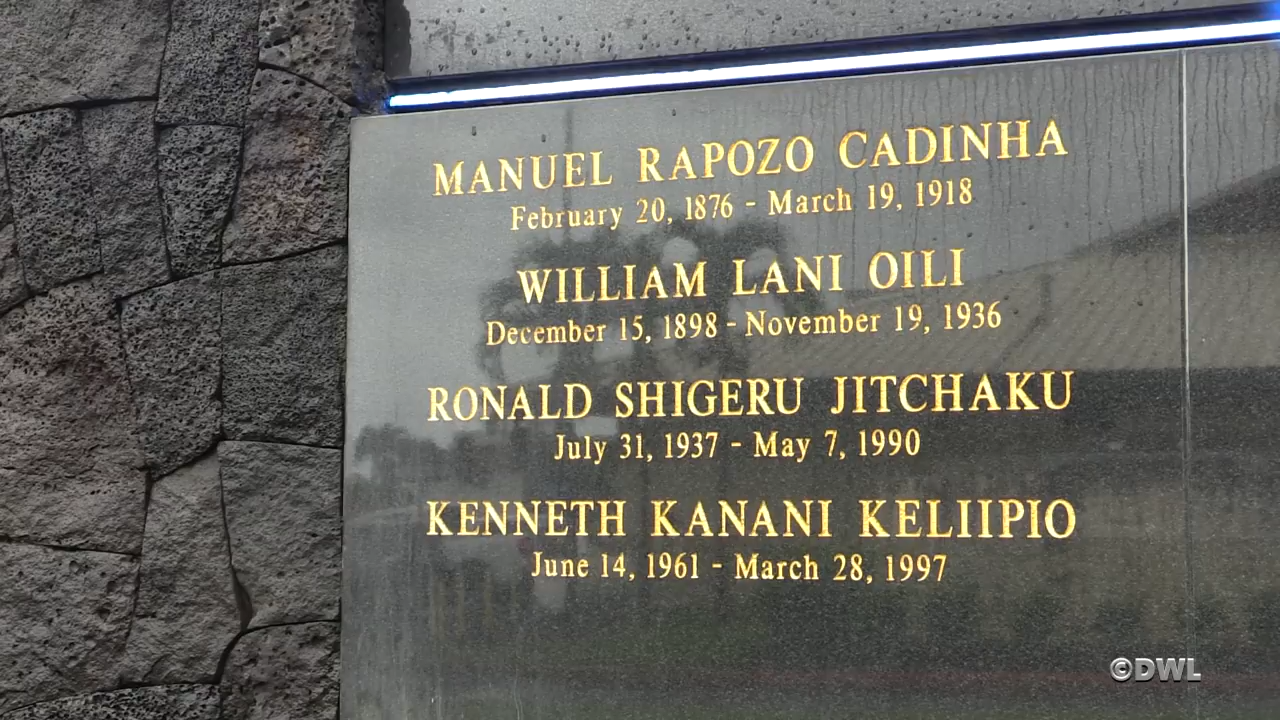 MANUEL RAPOZO CADINHA
February 20, 1876 - March 19, 1918
WILLIAM LANI OILI
December 15, 1898 - November 19, 1936
RONALD SHIGERU JITCHAKU
July 31, 1937 - May 7, 1990
KENNETH KANANI KELIIPIO
June 14, 1961 - March 28, 1997
©DWL